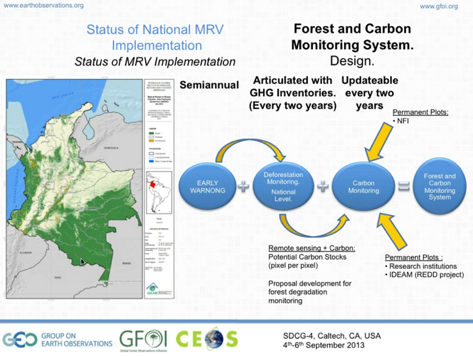 www.earthobservations.org
www.gfoi.org
Status of National MRV
Implementation
Status of MRV Implementation
Forest and Carbon
Monitoring System.
Design.
Semiannual
Articulated with
GHG Inventories.
(Every two years)
Updateable
every two
years
Permanent Plots:
• NFI
EARLY
WARNONG
+
Deforestation
Monitoring.
National
Level.
+
Carbon
Monitoring
=
Forest and
Carbon
Monitoring
System
Remote sensing + Carbon:
Potential Carbon Stocks
(pixel per pixel)
Proposal development for
forest degradation
monitoring
Permanent Plots :
• Research institutions
• IDEAM (REDD project)
GEO
GROUP ON
EARTH OBSERVATIONS
GFOI
Global Forest Observations Initiative
CEOS
SDCG-4, Caltech, CA, USA
4th-6th September 2013